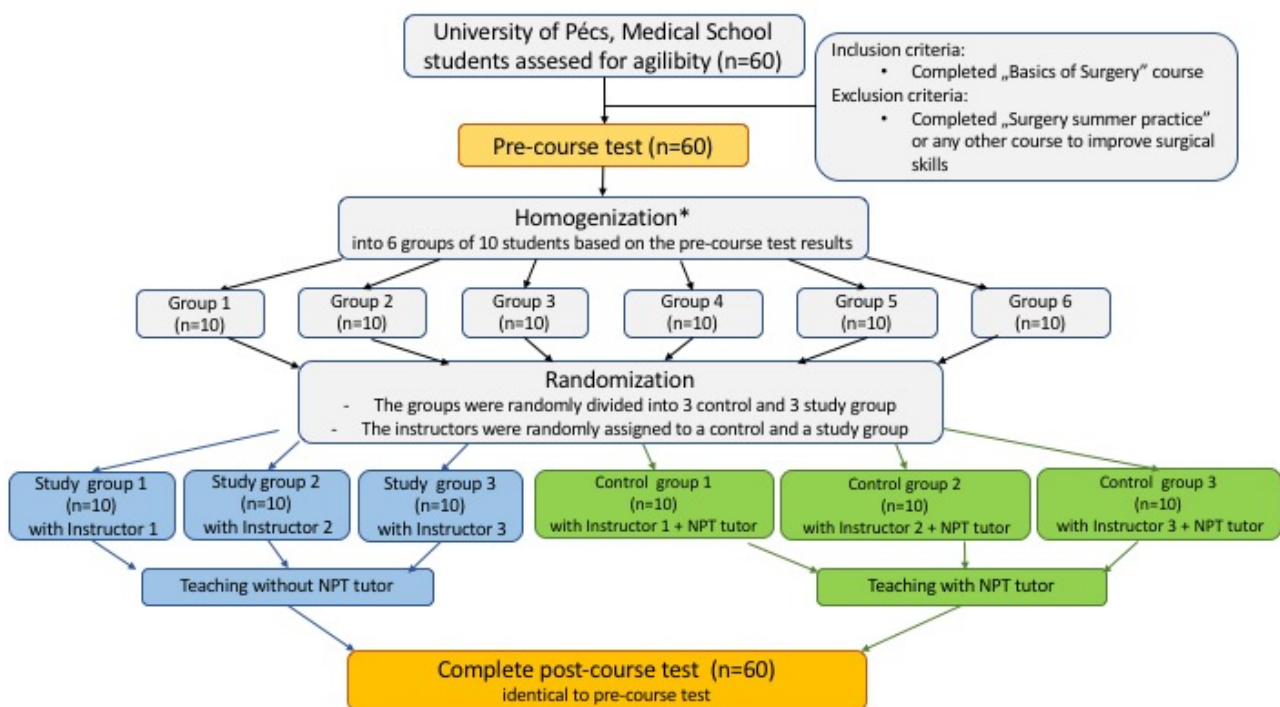 University of Pécs, Medical School
students assesed for agilibity (n=60)
Inclusion criteria:
• Completed „Basics of Surgery” course
Exclusion criteria:
• Completed „Surgery summer practice”
or any other course to improve surgical
skills
Pre-course test (n=60)
Homogenization*
into 6 groups of 10 students based on the pre-course test results
Group 1
(n=10)
Group 2
(n=10)
Group 3
(n=10)
Group 4
(n=10)
Group 5
(n=10)
Group 6
(n=10)
Randomization
- The groups were randomly divided into 3 control and 3 study group
- The instructors were randomly assigned to a control and a study group
Study group 1
(n=10)
with Instructor 1
Study group 2
(n=10)
with Instructor 2
Study group 3
(n=10)
with Instructor 3
Control group 1
(n=10)
with Instructor 1 + NPT tutor
Control group 2
(n=10)
with Instructor 2 + NPT tutor
Control group 3
(n=10)
with Instructor 3 + NPT tutor
Teaching without NPT tutor
Teaching with NPT tutor
Complete post-course test (n=60)
identical to pre-course test